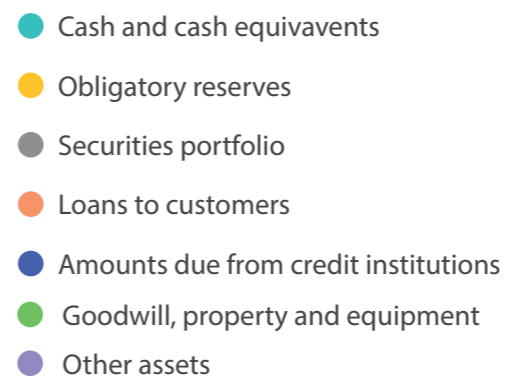 Cash and cash equivavents
Obligatory reserves
Securities portfolio
Loans to customers
Amounts due from credit institutions
Goodwill, property and equipment
Other assets